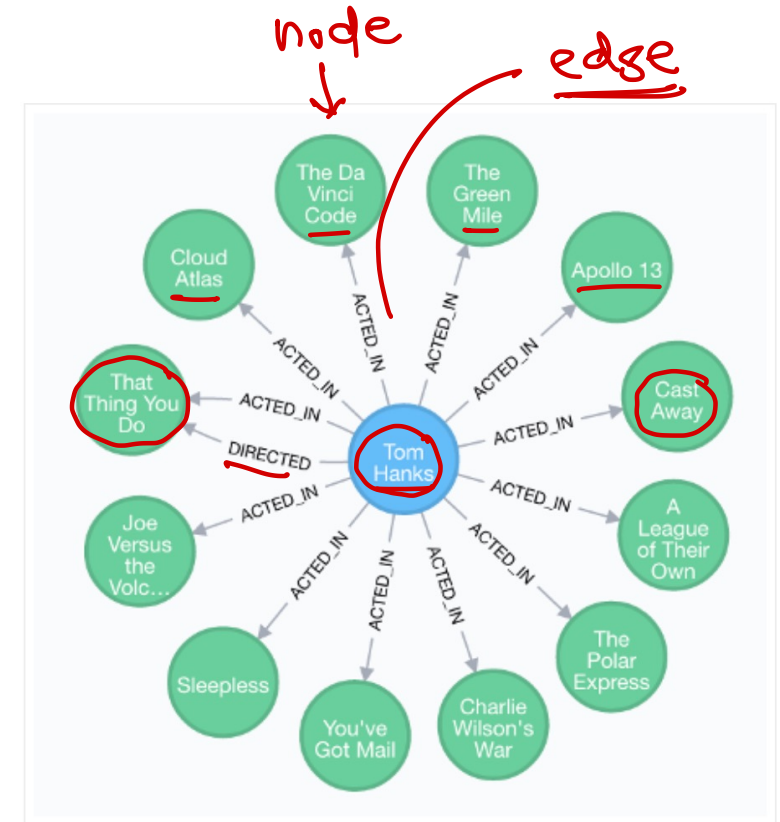 node
edge
The Da
Vinci
Code
The
Green
Mile
Cloud
Atlas
Apollo 13
ACTED_IN
ACTED_IN
ACTED_IN
ACTED_IN
That
Thing You
Do
ACTED_IN
Cast
Away
ACTED_IN
DIRECTED
Tom
Hanks
ACTED_IN
ACTED_IN
A
League
of Their
Own
Joe
Versus
the
Volc...
ACTED_IN
ACTED_IN
ACTED_IN
ACTED_IN
The
Polar
Express
Sleepless
You've
Got Mail
Charlie
Wilson's
War